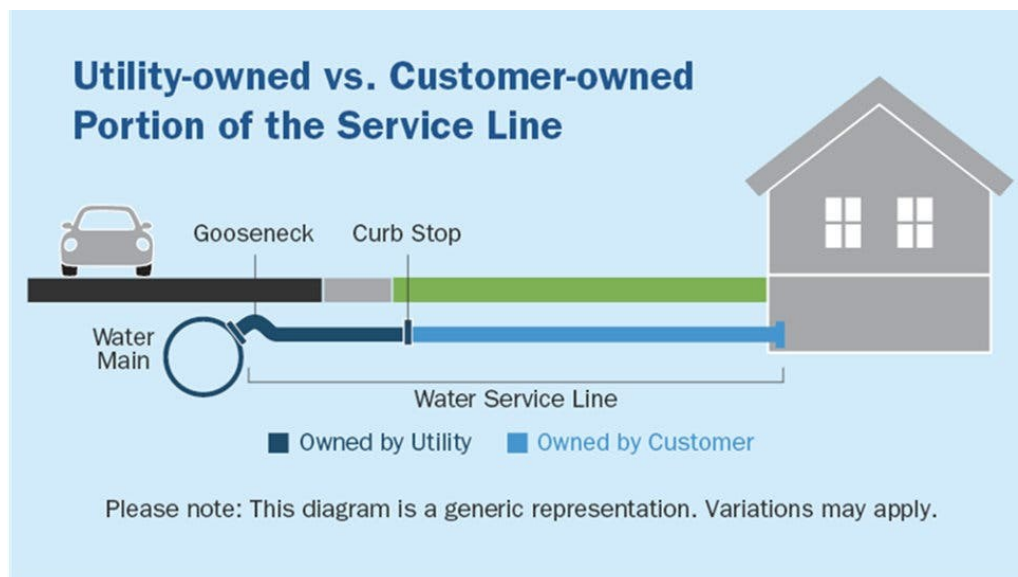 Utility-owned vs. Customer-owned
Portion of the Service Line
Gooseneck
Curb Stop
Water
Main
Water Service Line
Owned by Utility
Owned by Customer
Please note: This diagram is a generic representation. Variations may apply.